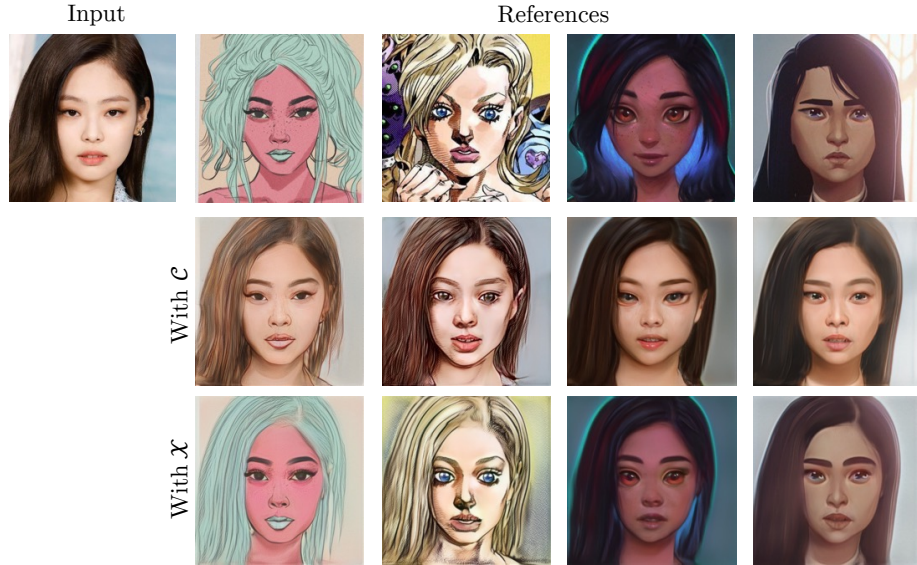 Input
References
With 𝒞
With 𝒳